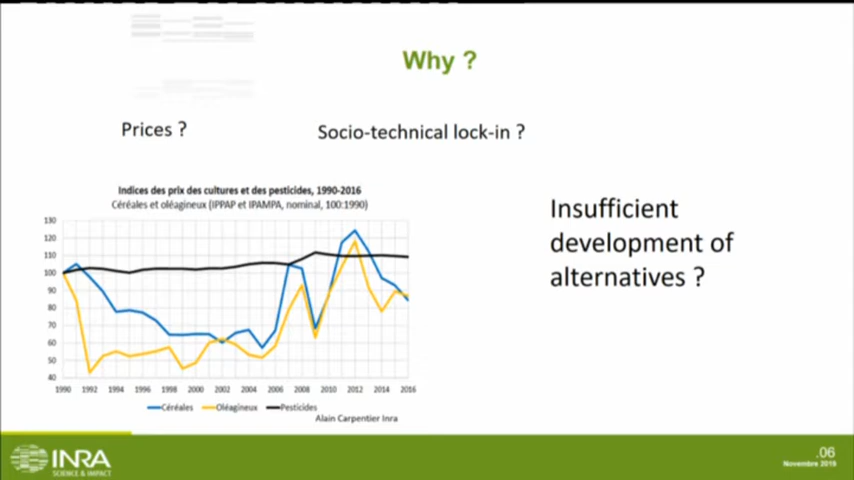 Why ?
Prices ?
Socio-technical lock-in ?
Indices des prix des cultures et des pesticides, 1990-2016
Céréales et oléagineux (IPPAP et IPAMPA, nominal, 100:1990)
130
120
110
100
90
80
70
60
50
40
1990 1992 1994 1996 1998 2000 2002 2004 2006 2008 2010 2012 2014 2016
Céréales Oléagineux Pesticides
Alain Carpentier Inra
Insufficient
development of
alternatives ?
INRA
SCIENCE & IMPACT
.06
Novembre 2019